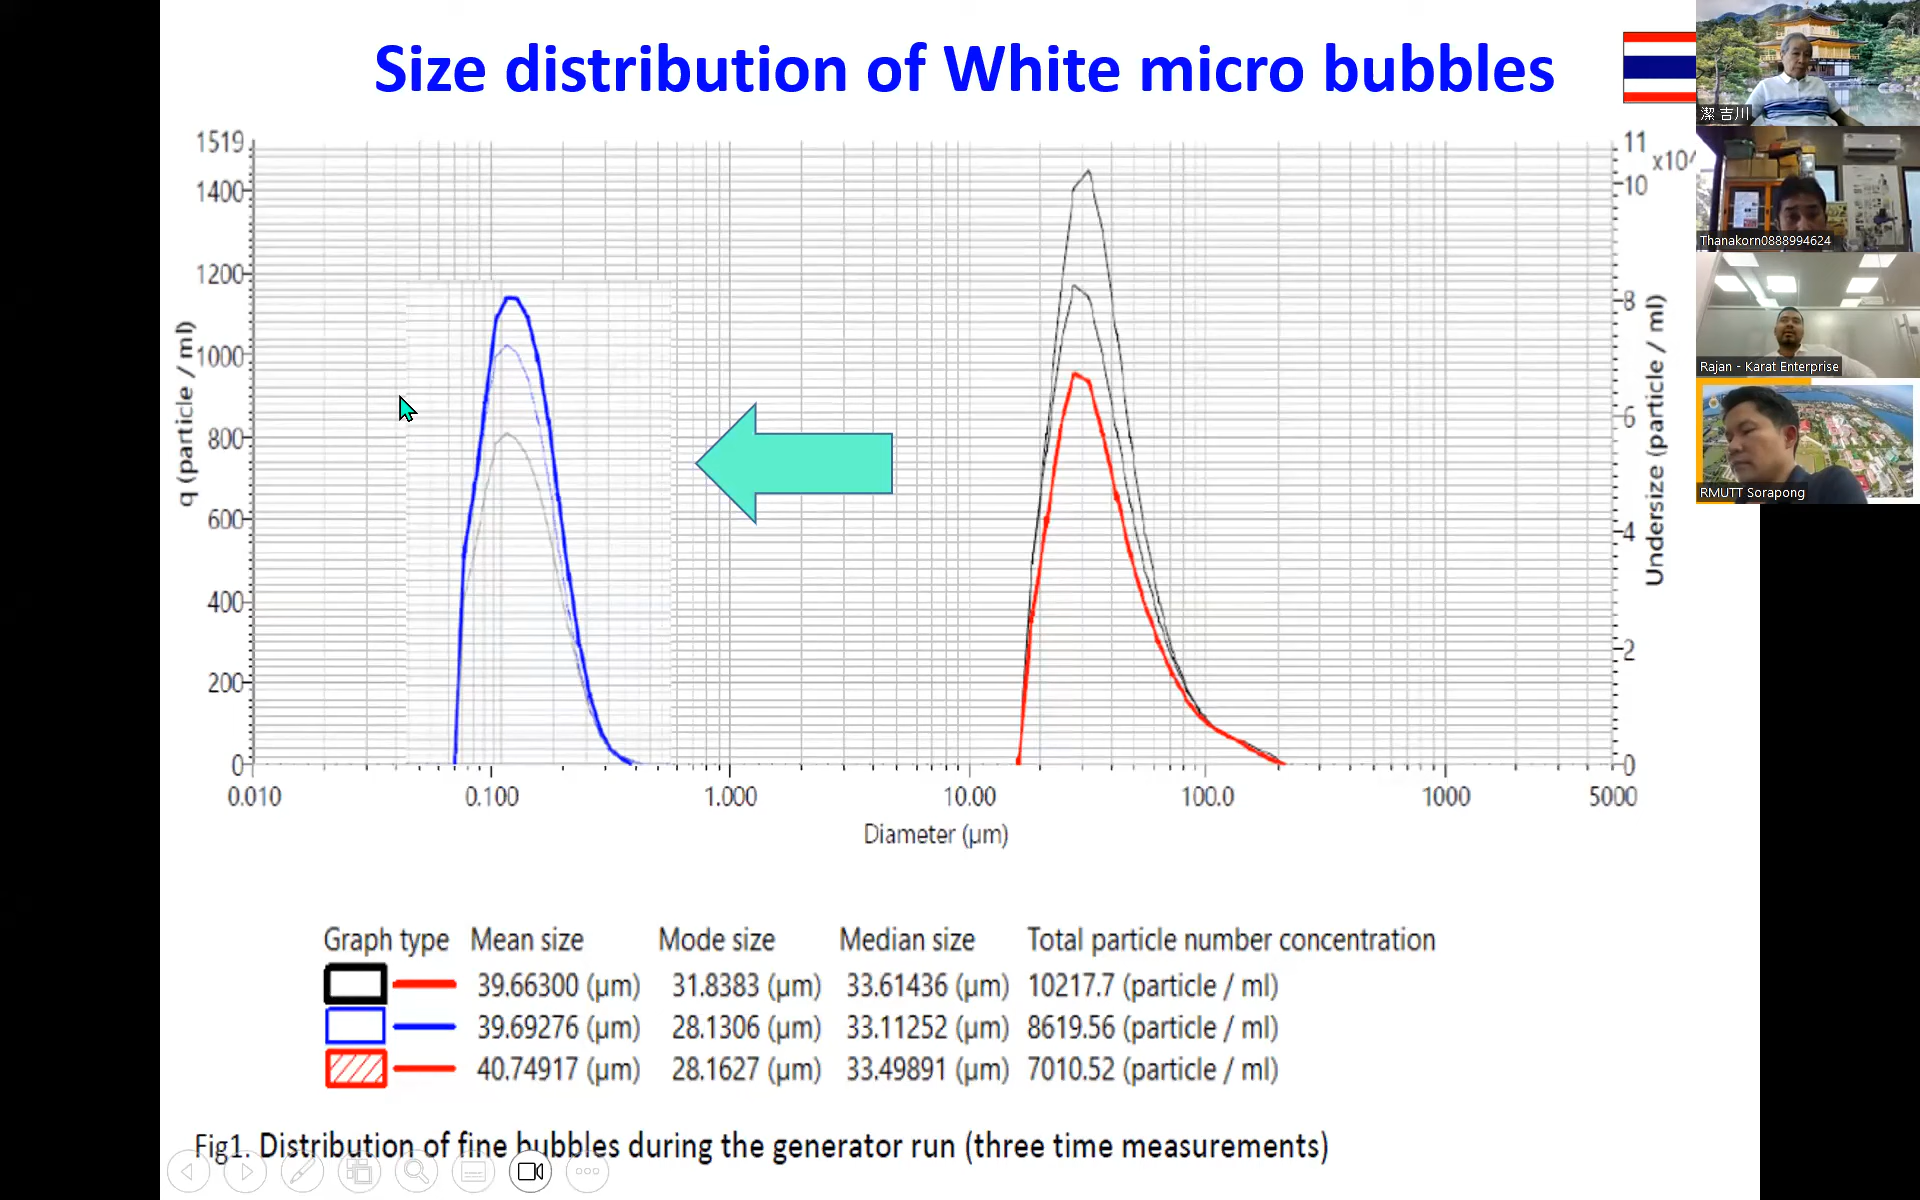 Size distribution of White micro bubbles
1519
1400
1200
1000
800
600
400
200
0
q (particle / ml)
11
x10
10
8
6
4
2
0
Undersize (particle / ml)
0.010 0.100 1.000 10.00 100.0 1000 5000
Diameter (µm)
Graph type Mean size Mode size Median size Total particle number concentration
39.66300 (µm) 31.8383 (µm) 33.61436 (µm) 10217.7 (particle / ml)
39.69276 (µm) 28.1306 (µm) 33.11252 (µm) 8619.56 (particle / ml)
40.74917 (µm) 28.1627 (µm) 33.49891 (µm) 7010.52 (particle / ml)
Fig1. Distribution of fine bubbles during the generator run (three time measurements)
潔 吉川
Thanakorn0888994624
Rajan - Karat Enterprise
RMUTT Sorapong